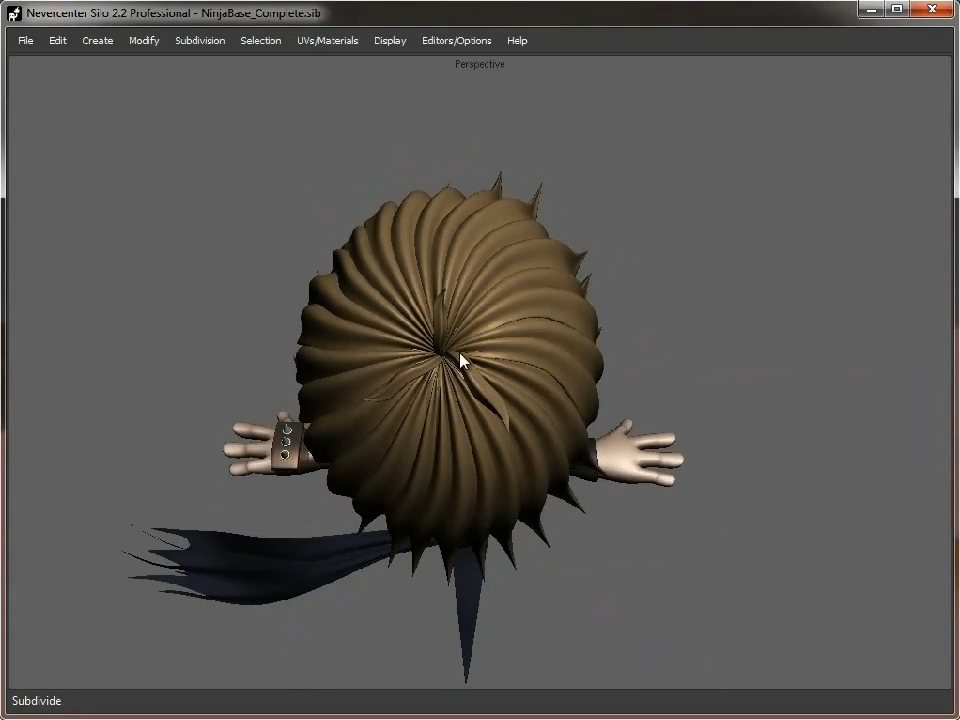 Nevercenter Silo 2.2 Professional - NinjaBase_Complete.sib
File Edit Create Modify Subdivision Selection UVs/Materials Display Editors/Options Help
Perspective
Subdivide